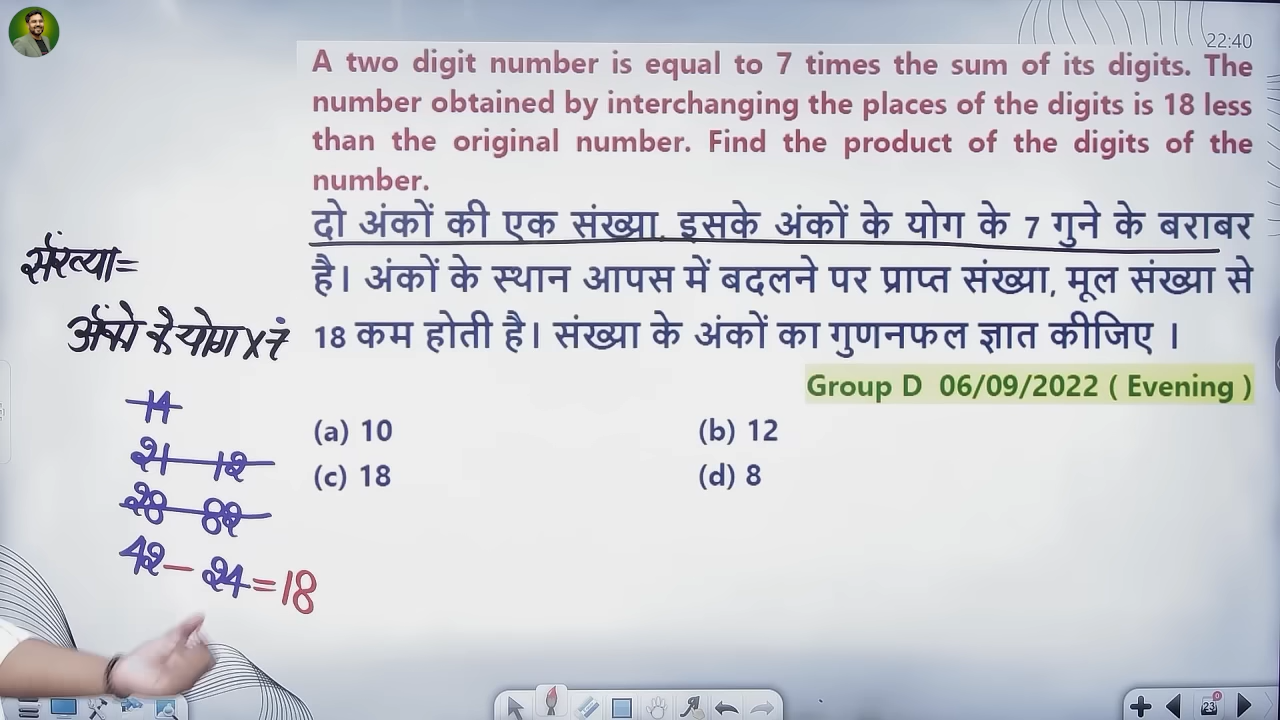 22:40
A two digit number is equal to 7 times the sum of its digits. The
number obtained by interchanging the places of the digits is 18 less
than the original number. Find the product of the digits of the
number.
दो अंकों की एक संख्या, इसके अंकों के योग के 7 गुने के बराबर
है। अंकों के स्थान आपस में बदलने पर प्राप्त संख्या, मूल संख्या से
18 कम होती है। संख्या के अंकों का गुणनफल ज्ञात कीजिए ।
Group D 06/09/2022 ( Evening )
(a) 10 (b) 12
(c) 18 (d) 8
संख्या=
अंको के योग X 7
14
21 12
28 82
42 - 24 = 18
23